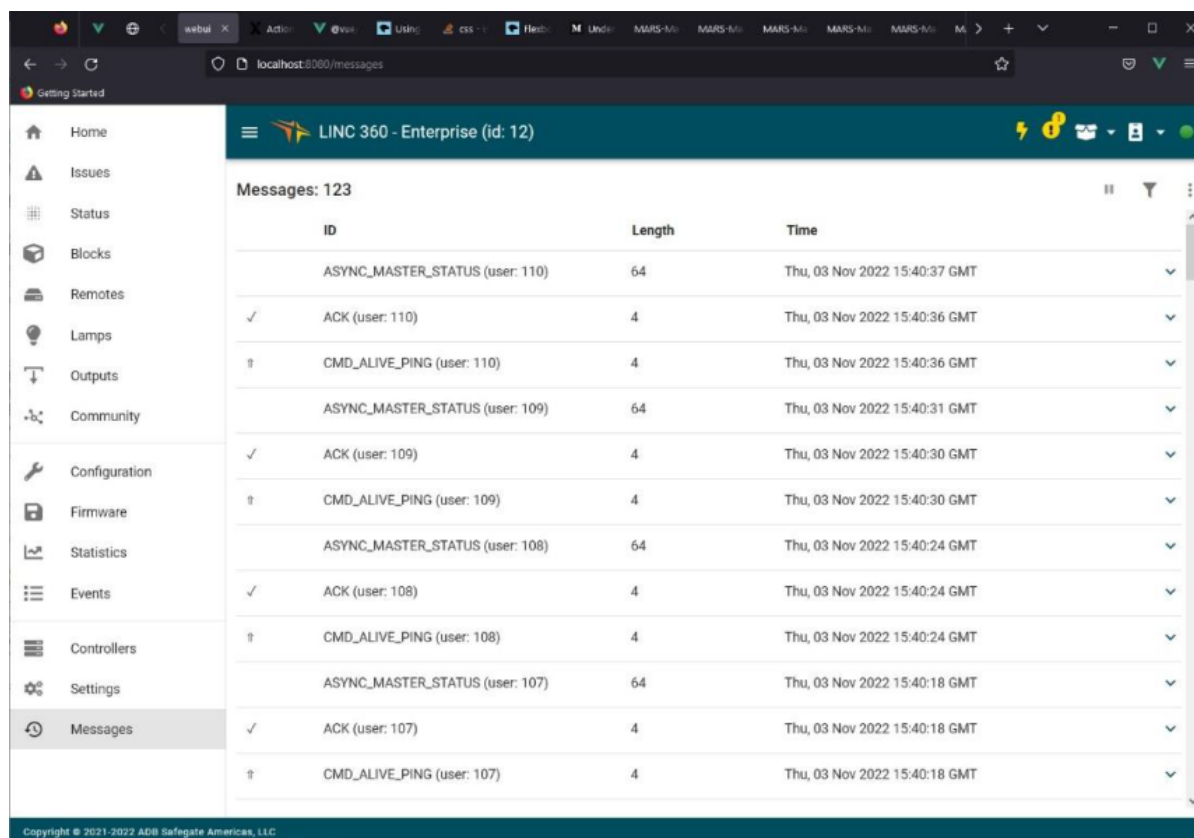 webui
Action
@vue
Using
css -
Flexb
Under
MARS-Ma
MARS-Ma
MARS-Ma
MARS-Ma
MARS-Ma
localhost:8080/messages
Getting Started
Home
Issues
Status
Blocks
Remotes
Lamps
Outputs
Community
Configuration
Firmware
Statistics
Events
Controllers
Settings
Messages
LINC 360 - Enterprise (id: 12)
Messages: 123
ID Length Time
ASYNC_MASTER_STATUS (user: 110) 64 Thu, 03 Nov 2022 15:40:37 GMT
ACK (user: 110) 4 Thu, 03 Nov 2022 15:40:36 GMT
CMD_ALIVE_PING (user: 110) 4 Thu, 03 Nov 2022 15:40:36 GMT
ASYNC_MASTER_STATUS (user: 109) 64 Thu, 03 Nov 2022 15:40:31 GMT
ACK (user: 109) 4 Thu, 03 Nov 2022 15:40:30 GMT
CMD_ALIVE_PING (user: 109) 4 Thu, 03 Nov 2022 15:40:30 GMT
ASYNC_MASTER_STATUS (user: 108) 64 Thu, 03 Nov 2022 15:40:24 GMT
ACK (user: 108) 4 Thu, 03 Nov 2022 15:40:24 GMT
CMD_ALIVE_PING (user: 108) 4 Thu, 03 Nov 2022 15:40:24 GMT
ASYNC_MASTER_STATUS (user: 107) 64 Thu, 03 Nov 2022 15:40:18 GMT
ACK (user: 107) 4 Thu, 03 Nov 2022 15:40:18 GMT
CMD_ALIVE_PING (user: 107) 4 Thu, 03 Nov 2022 15:40:18 GMT
Copyright © 2021-2022 ADB Safegate Americas, LLC